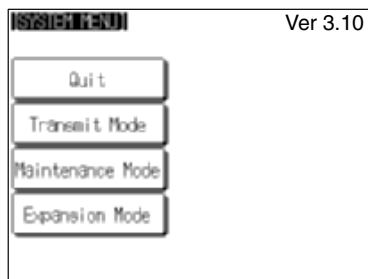 [SYSTEM MENU]
Ver 3.10
Quit
Transmit Mode
Maintenance Mode
Expansion Mode